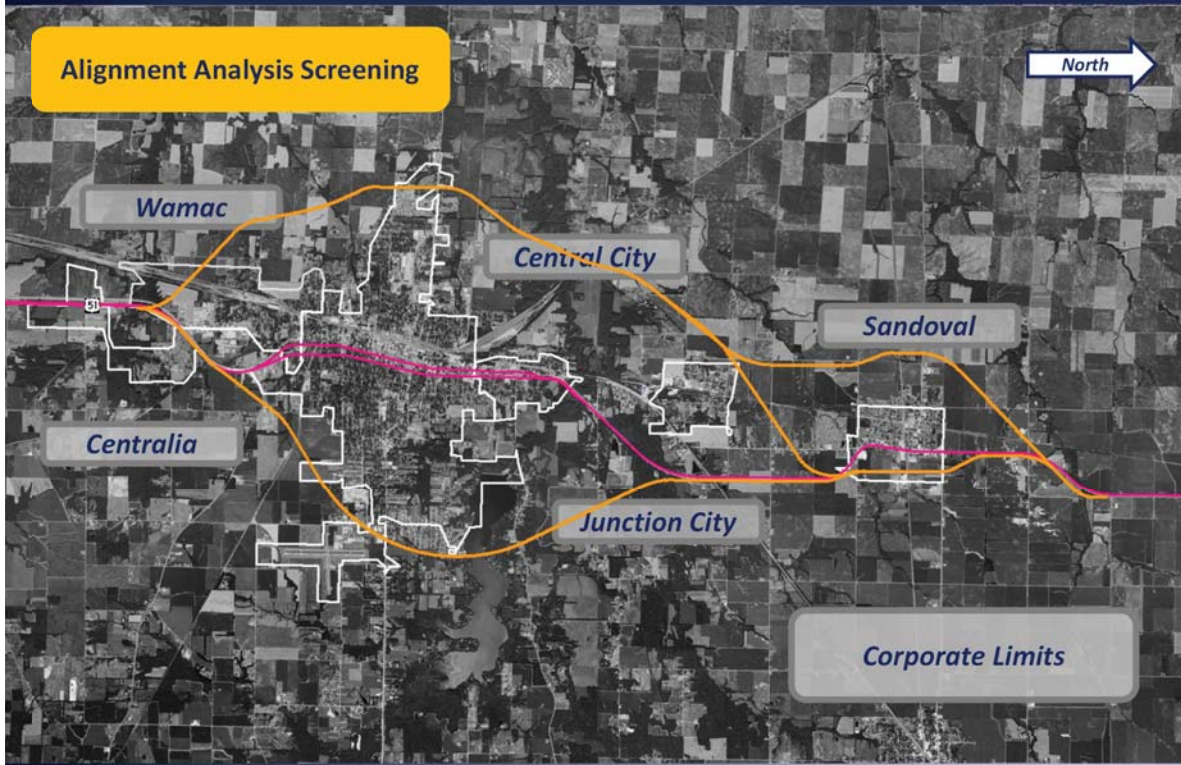 Alignment Analysis Screening
North
Wamac
Central City
51
Sandoval
Centralia
Junction City
Corporate Limits